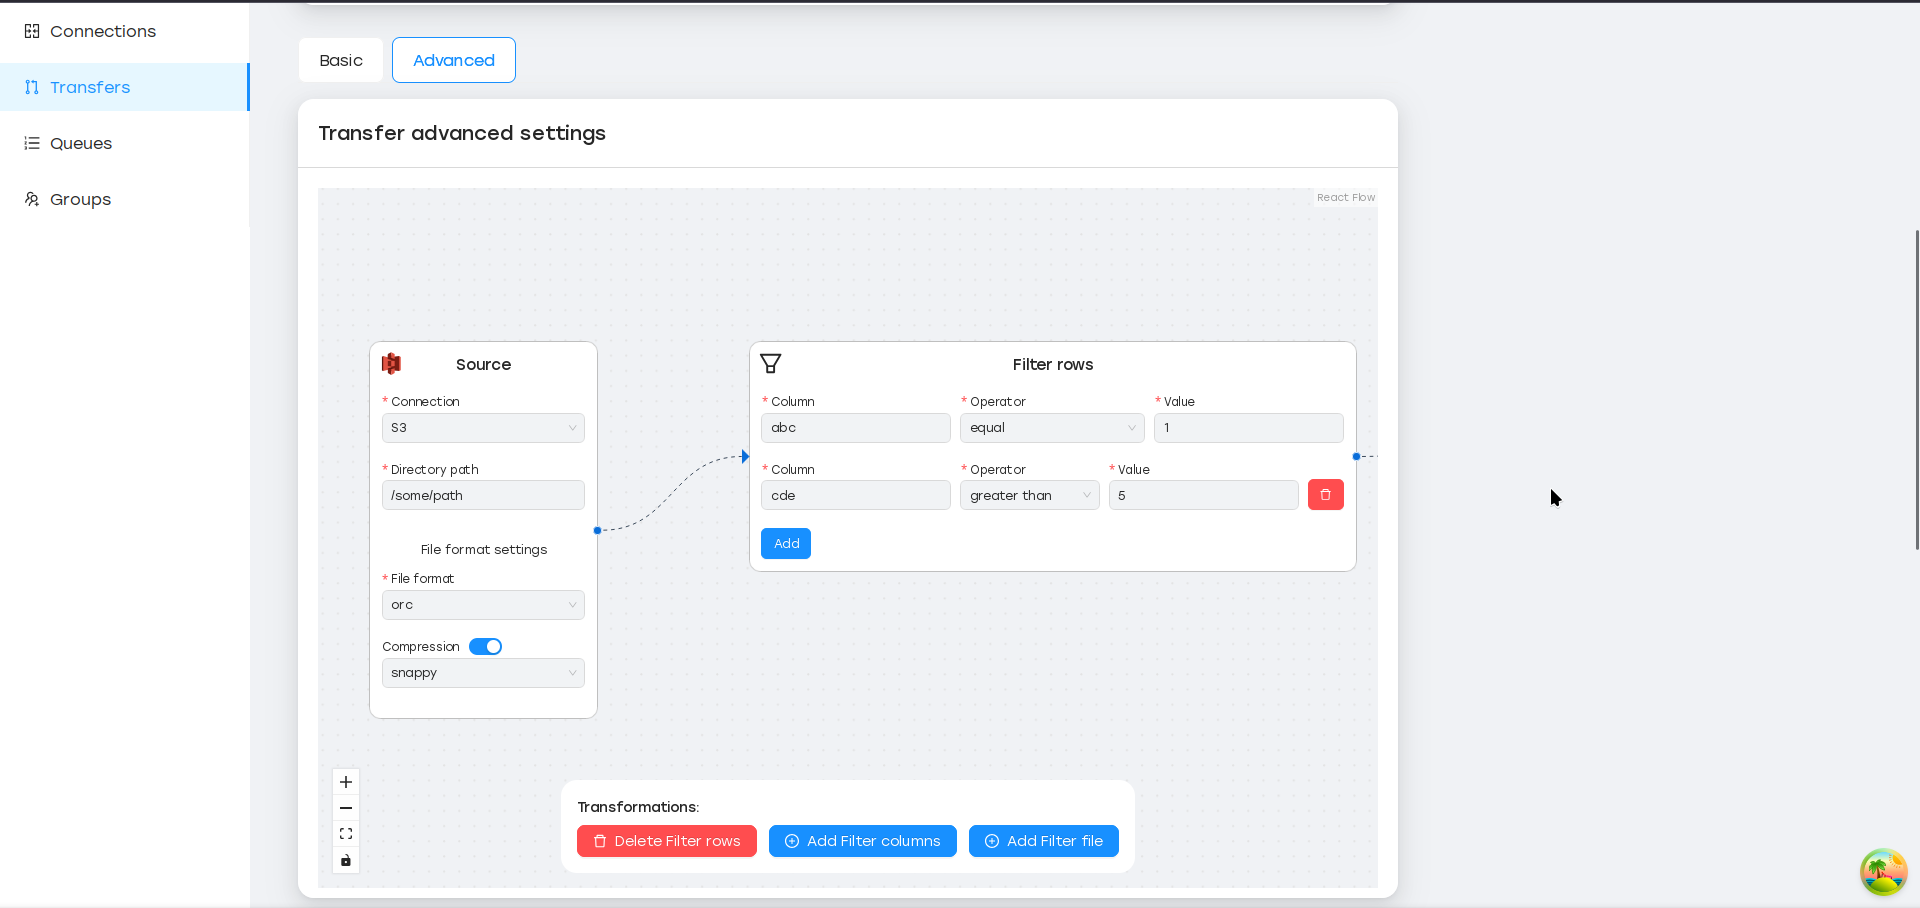 Connections
Transfers
Queues
Groups
Basic
Advanced
Transfer advanced settings
React Flow
Source
* Connection
S3
* Directory path
/some/path
File format settings
* File format
orc
Compression
snappy
Filter rows
* Column * Operator * Value
abc equal 1
* Column * Operator * Value
cde greater than 5
Add
Transformations:
Delete Filter rows
Add Filter columns
Add Filter file